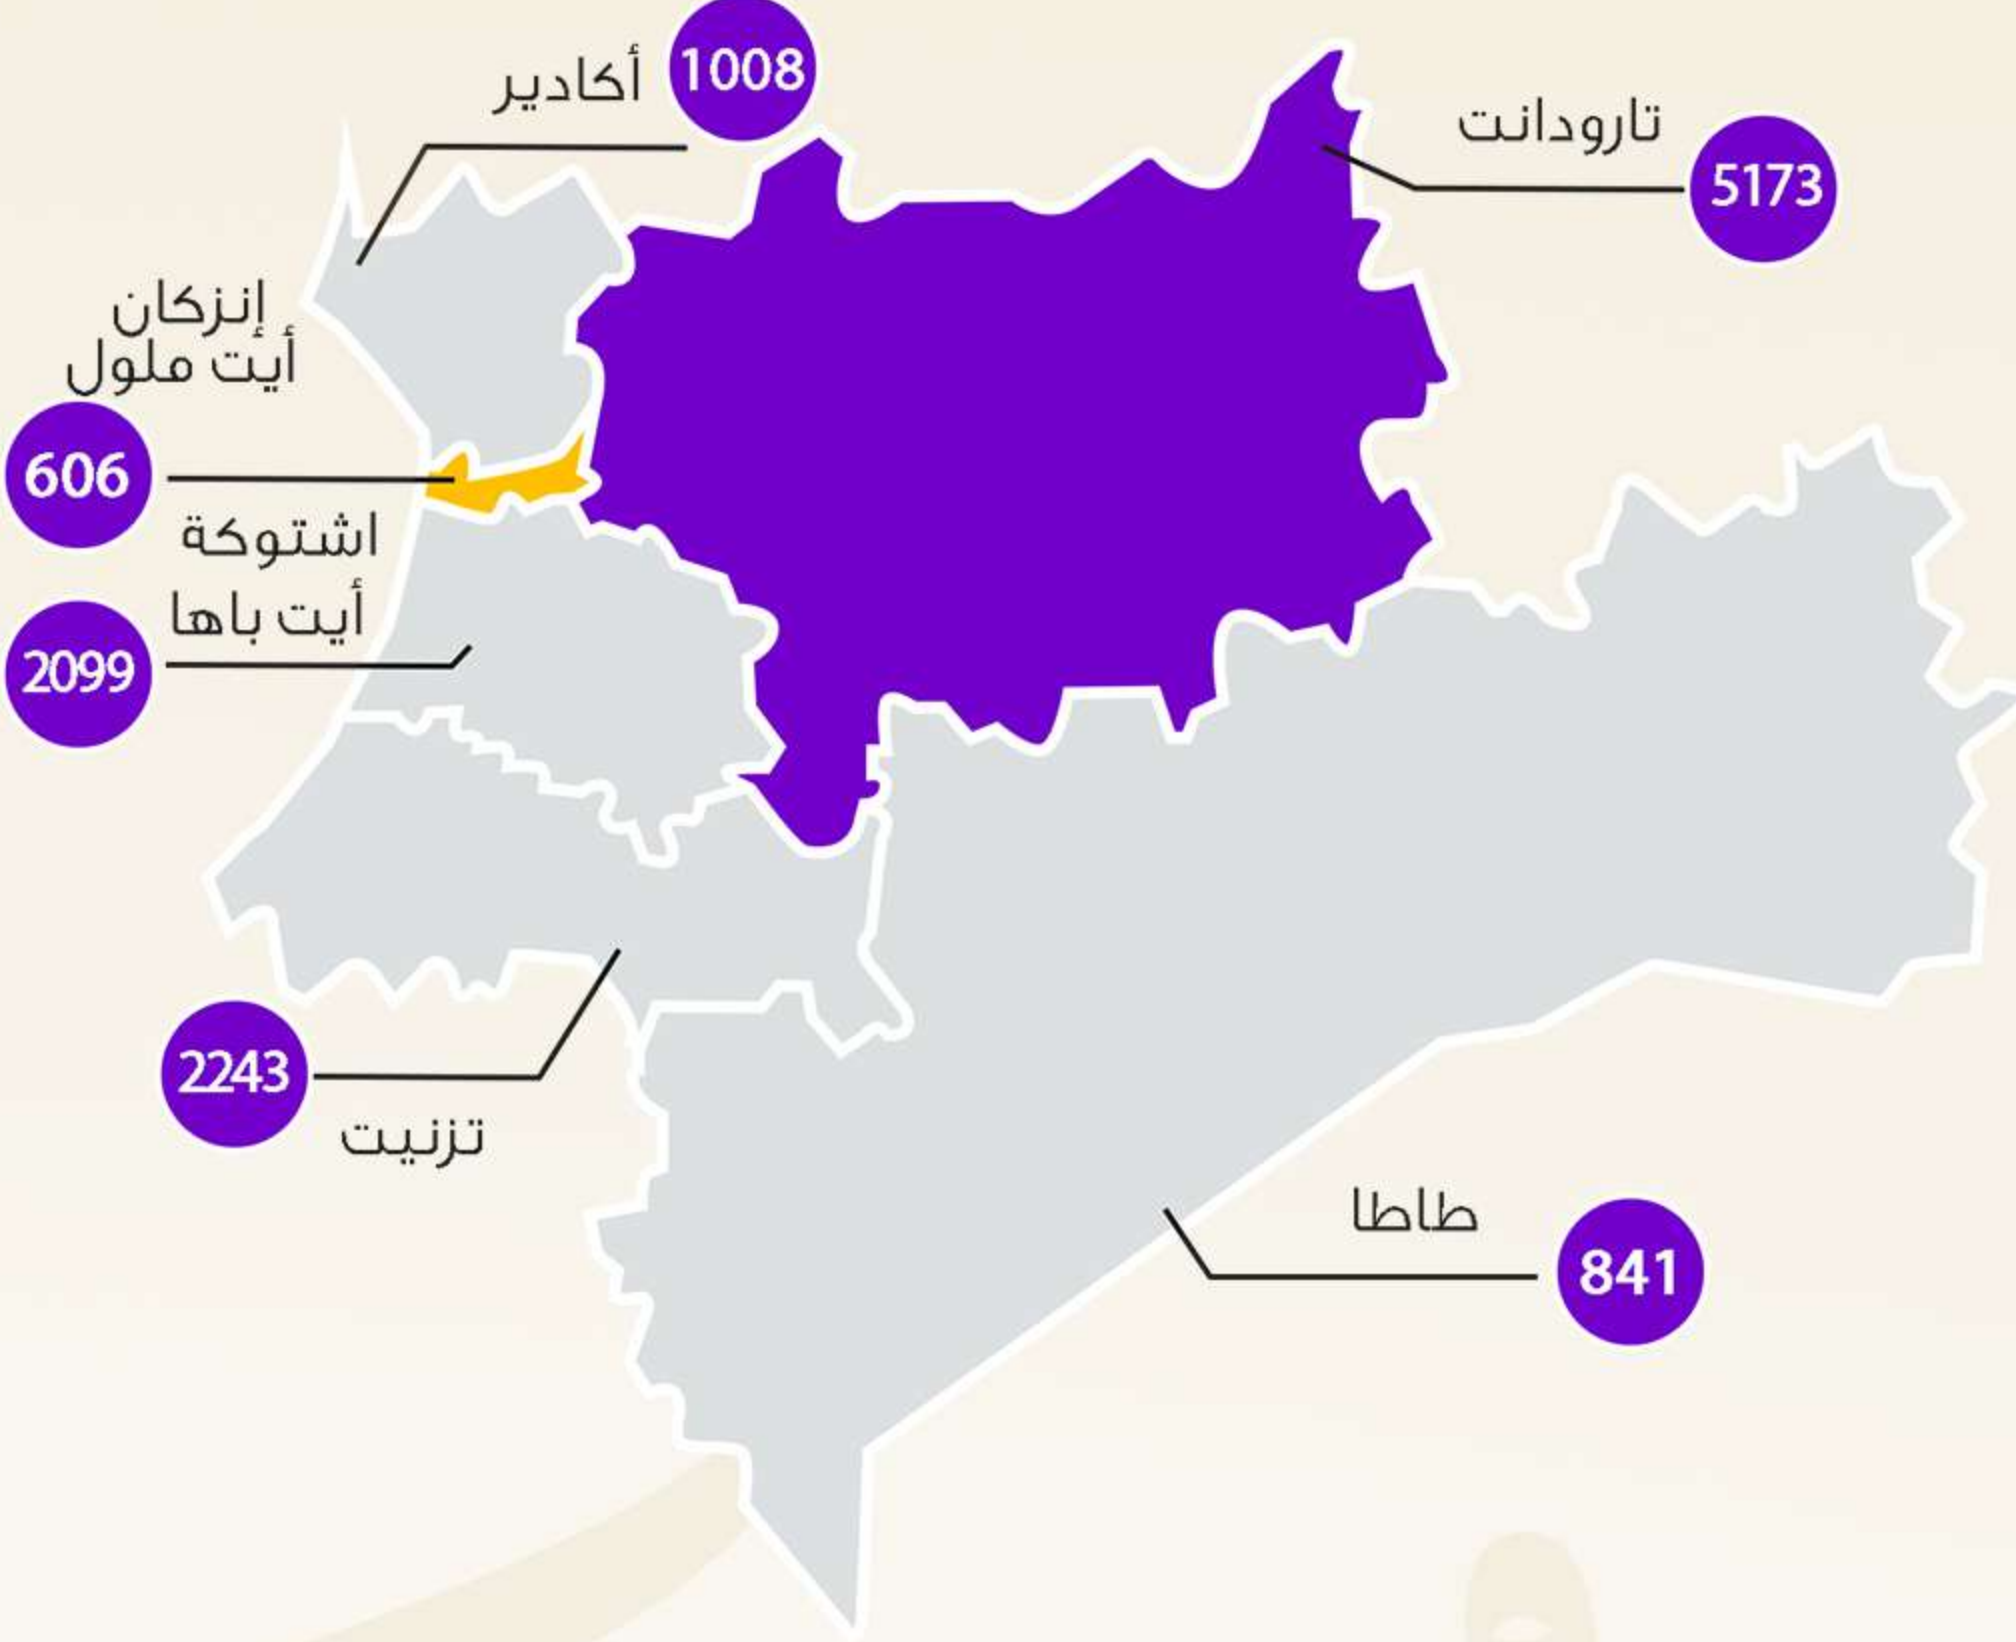 أكادير
1008
تارودانت
5173
إنزكان
أيت ملول
606
اشتوكة
أيت باها
2099
2243
تزنيت
طاطا
841